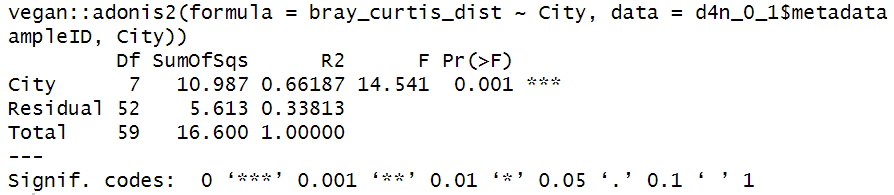 vegan::adonis2(formula = bray_curtis_dist ~ City, data = d4n_0_1$metadata
ampleID, City))
         Df SumOfSqs      R2      F Pr(>F)
City      7   10.987 0.66187 14.541  0.001 ***
Residual 52    5.613 0.33813
Total    59   16.600 1.00000
---
Signif. codes:  0 ‘***’ 0.001 ‘**’ 0.01 ‘*’ 0.05 ‘.’ 0.1 ‘ ’ 1